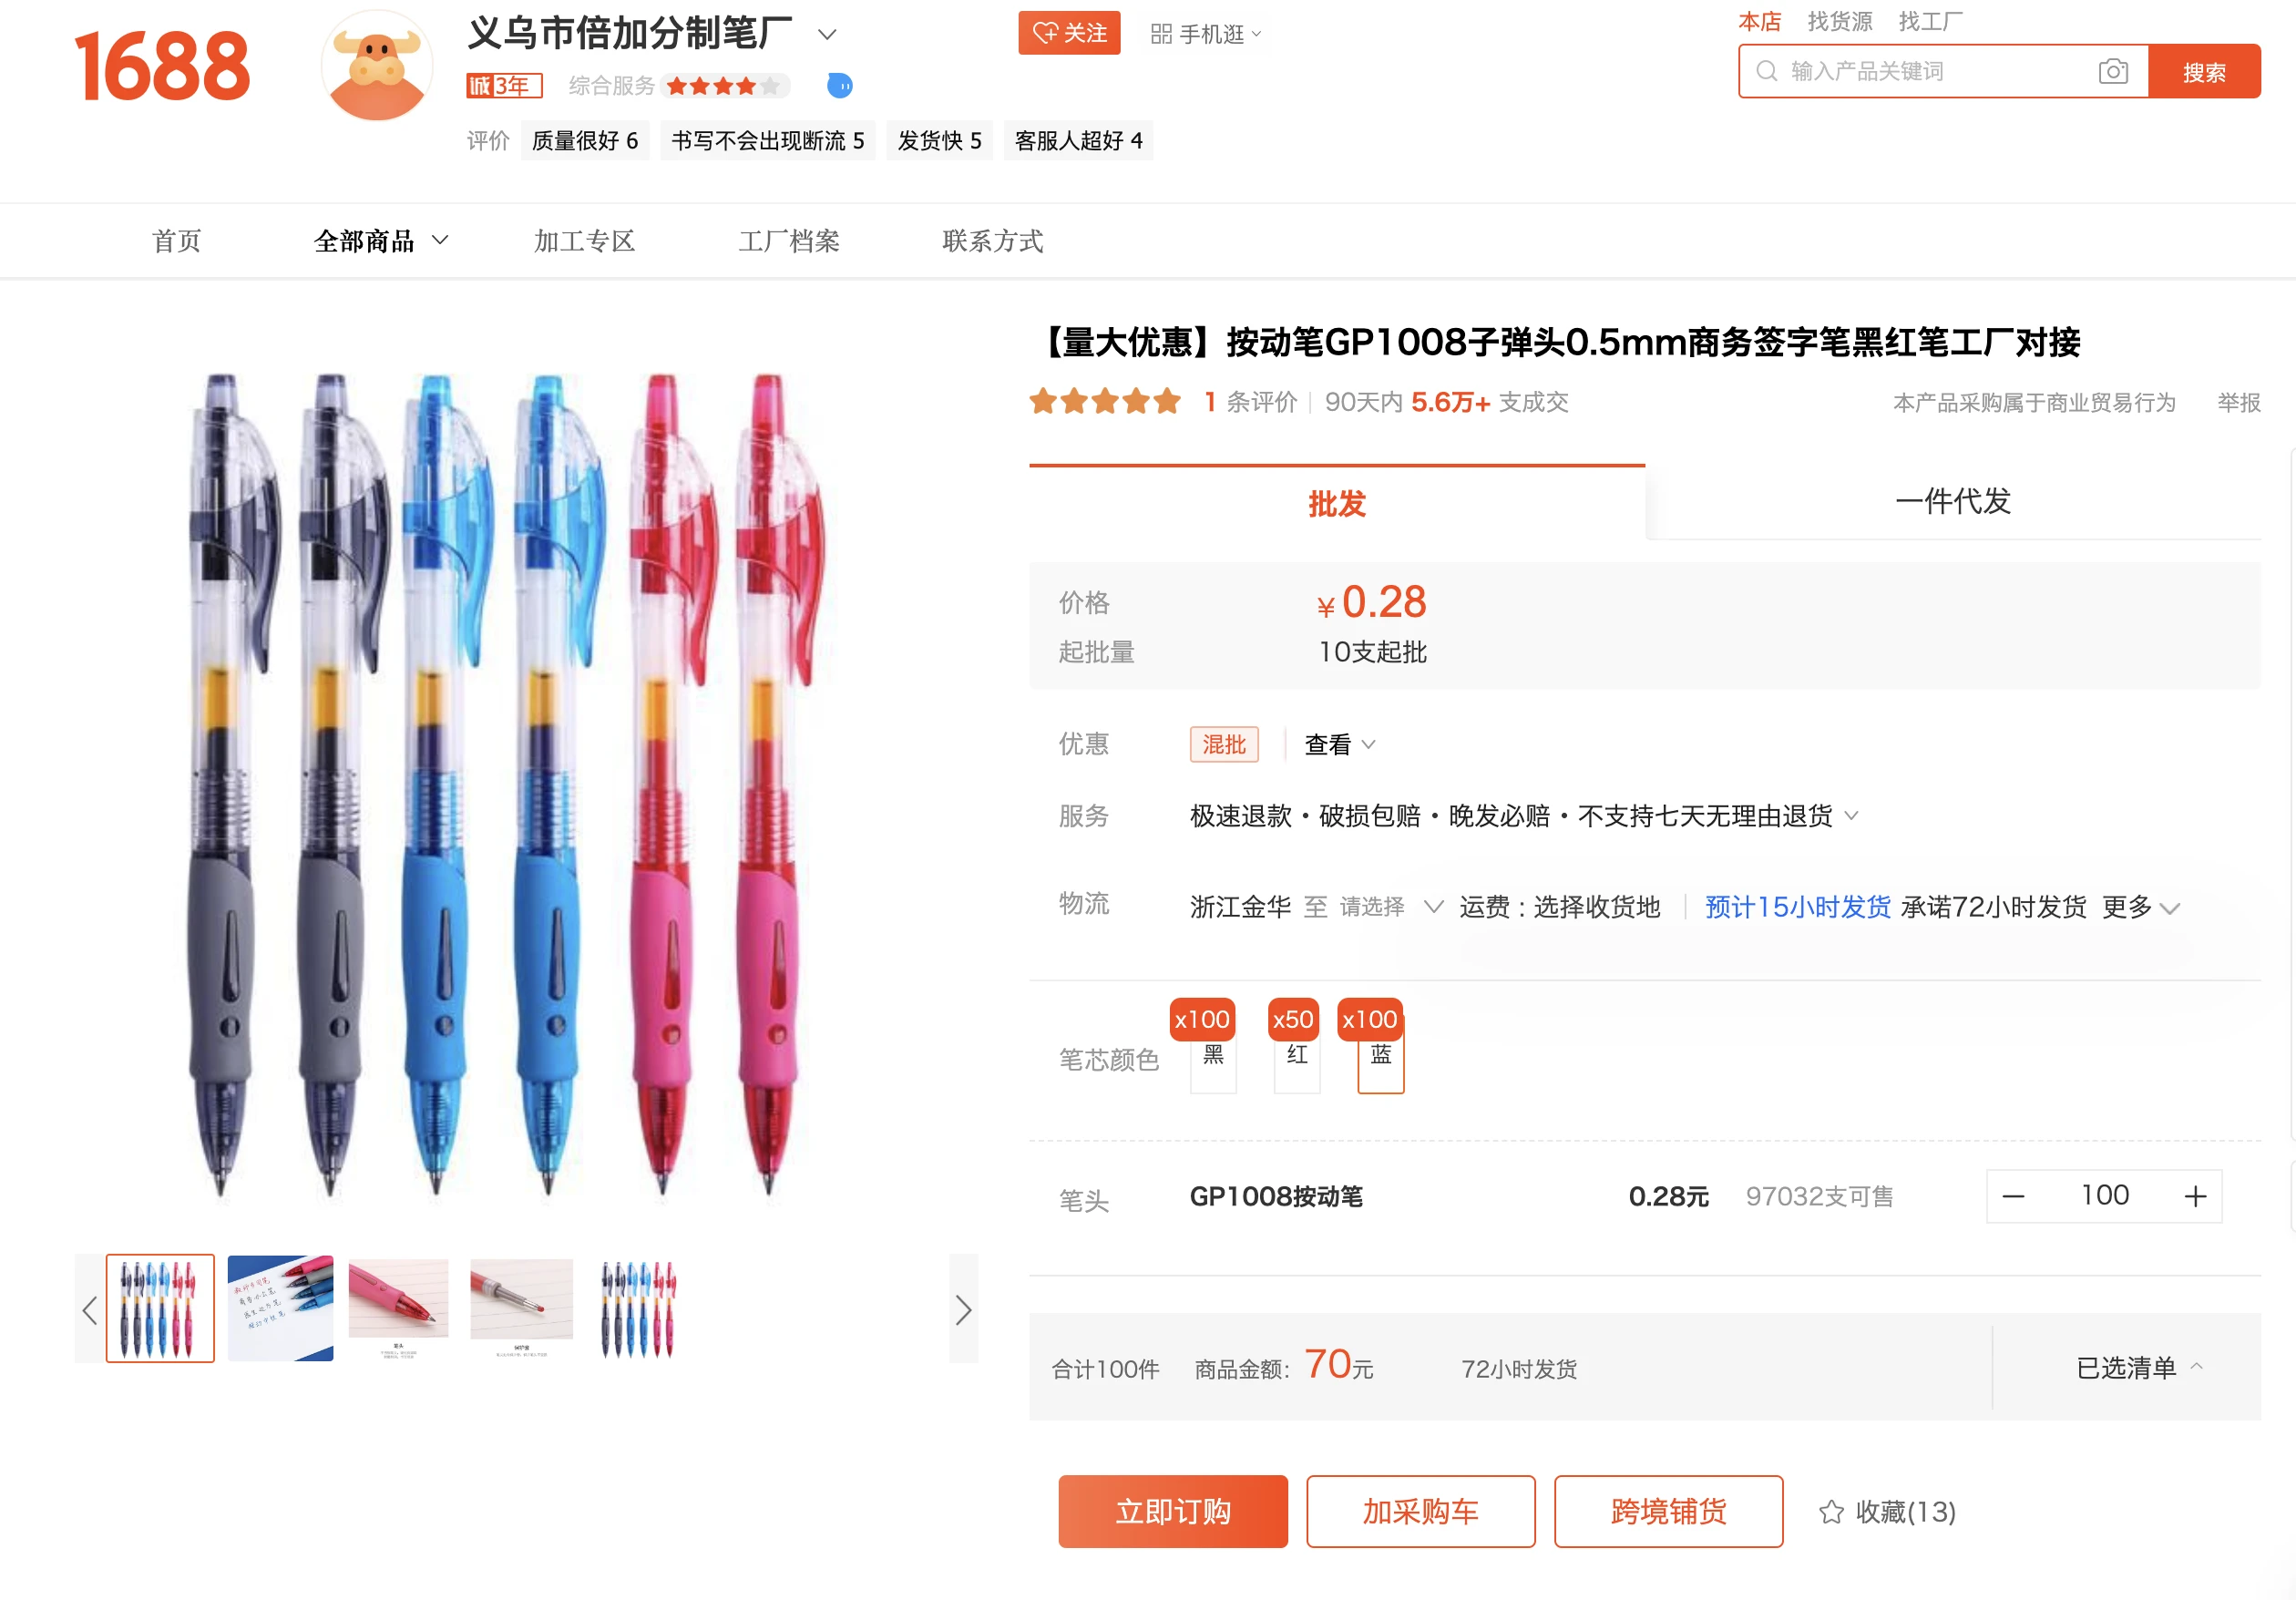 1688
义乌市倍加分制笔厂
关注
手机逛
诚3年 综合服务
评价 质量很好 6 书写不会出现断流 5 发货快 5 客服人超好 4
本店 找货源 找工厂
输入产品关键词 搜索
首页 全部商品 加工专区 工厂档案 联系方式
【量大优惠】按动笔GP1008子弹头0.5mm商务签字笔黑红笔工厂对接
1 条评价 90天内 5.6万+ 支成交 本产品采购属于商业贸易行为 举报
批发 一件代发
价格 ¥0.28
起批量 10支起批
优惠 混批 查看
服务 极速退款·破损包赔·晚发必赔·不支持七天无理由退货
物流 浙江金华 至 请选择 运费:选择收货地 预计15小时发货 承诺72小时发货 更多
x100 x50 x100
笔芯颜色 黑 红 蓝
笔头 GP1008按动笔 0.28元 97032支可售 — 100 +
合计100件 商品金额: 70元 72小时发货 已选清单
立即订购 加采购车 跨境铺货 收藏(13)